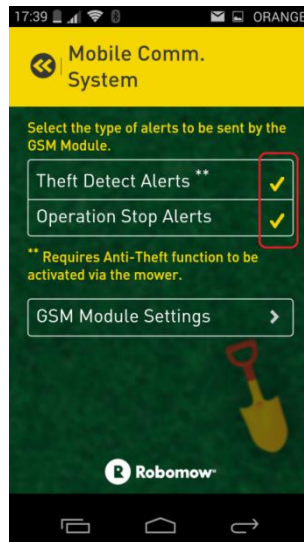 17:39 ORANGE
Mobile Comm.
System
Select the type of alerts to be sent by the
GSM Module.
Theft Detect Alerts **
Operation Stop Alerts
** Requires Anti-Theft function to be
activated via the mower.
GSM Module Settings
R Robomow